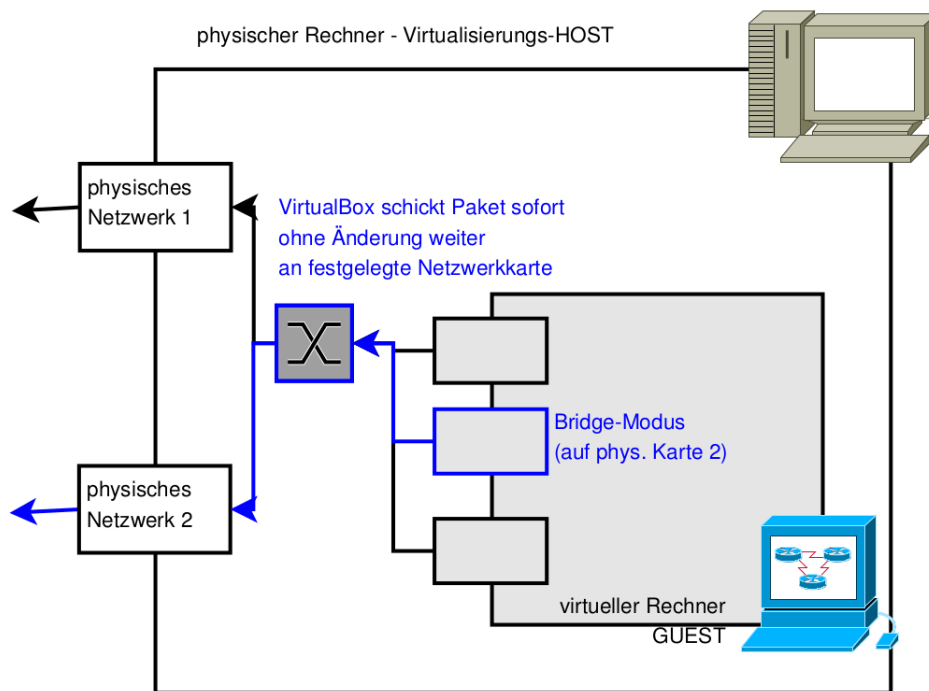 physischer Rechner - Virtualisierungs-HOST
physisches
Netzwerk 1
VirtualBox schickt Paket sofort
ohne Änderung weiter
an festgelegte Netzwerkkarte
Bridge-Modus
(auf phys. Karte 2)
physisches
Netzwerk 2
virtueller Rechner
GUEST